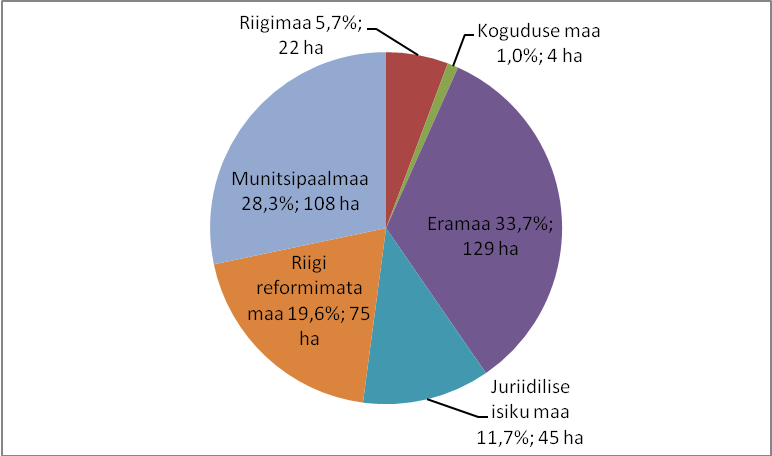 Riigimaa 5,7%;
22 ha
Koguduse maa
1,0%; 4 ha
Eramaa 33,7%;
129 ha
Juriidilise
isiku maa
11,7%; 45 ha
Riigi
reformimata
maa 19,6%; 75
ha
Munitsipaalmaa
28,3%; 108 ha